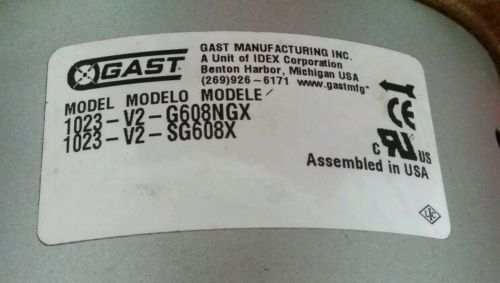 GAST
GAST MANUFACTURING INC.
A Unit of IDEX Corporation
Benton Harbor, Michigan USA
(269)926-6171 www.gastmfg
MODEL MODELO MODELE
1023-V2-G608NGX
1023-V2-SG608X
CE
C UR US
Assembled in USA